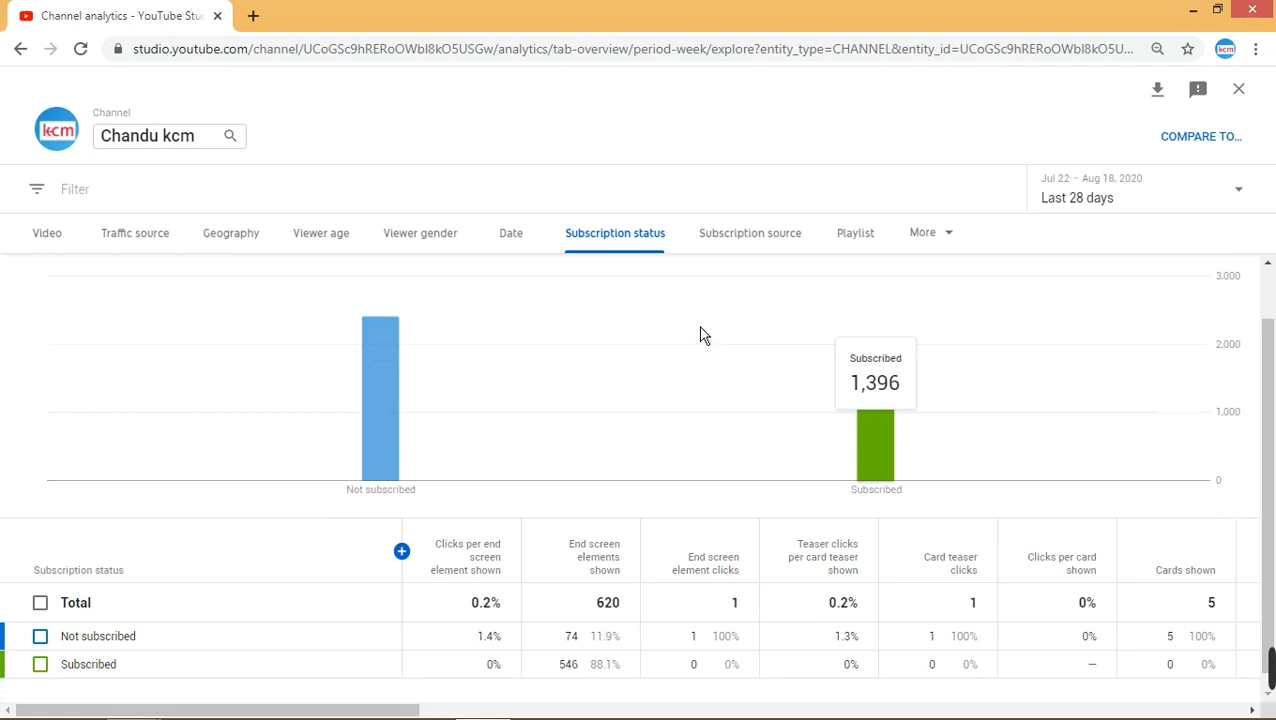 Channel analytics - YouTube Stu
studio.youtube.com/channel/UCoGSc9hRERoOWbl8kO5USGw/analytics/tab-overview/period-week/explore?entity_type=CHANNEL&entity_id=UCoGSc9hRERoOWbl8kO5U...
kcm
kcm
Channel
Chandu kcm
COMPARE TO...
Filter
Jul 22 – Aug 18, 2020
Last 28 days
Video Traffic source Geography Viewer age Viewer gender Date Subscription status Subscription source Playlist More
3,000
2,000
1,000
0
Subscribed
1,396
Not subscribed
Subscribed
Subscription status
Clicks per end
screen
element shown
End screen
elements
shown
End screen
element clicks
Teaser clicks
per card teaser
shown
Card teaser
clicks
Clicks per card
shown
Cards shown
Total 0.2% 620 1 0.2% 1 0% 5
Not subscribed 1.4% 74 11.9% 1 100% 1.3% 1 100% 0% 5 100%
Subscribed 0% 546 88.1% 0 0% 0% 0 0% — 0 0%